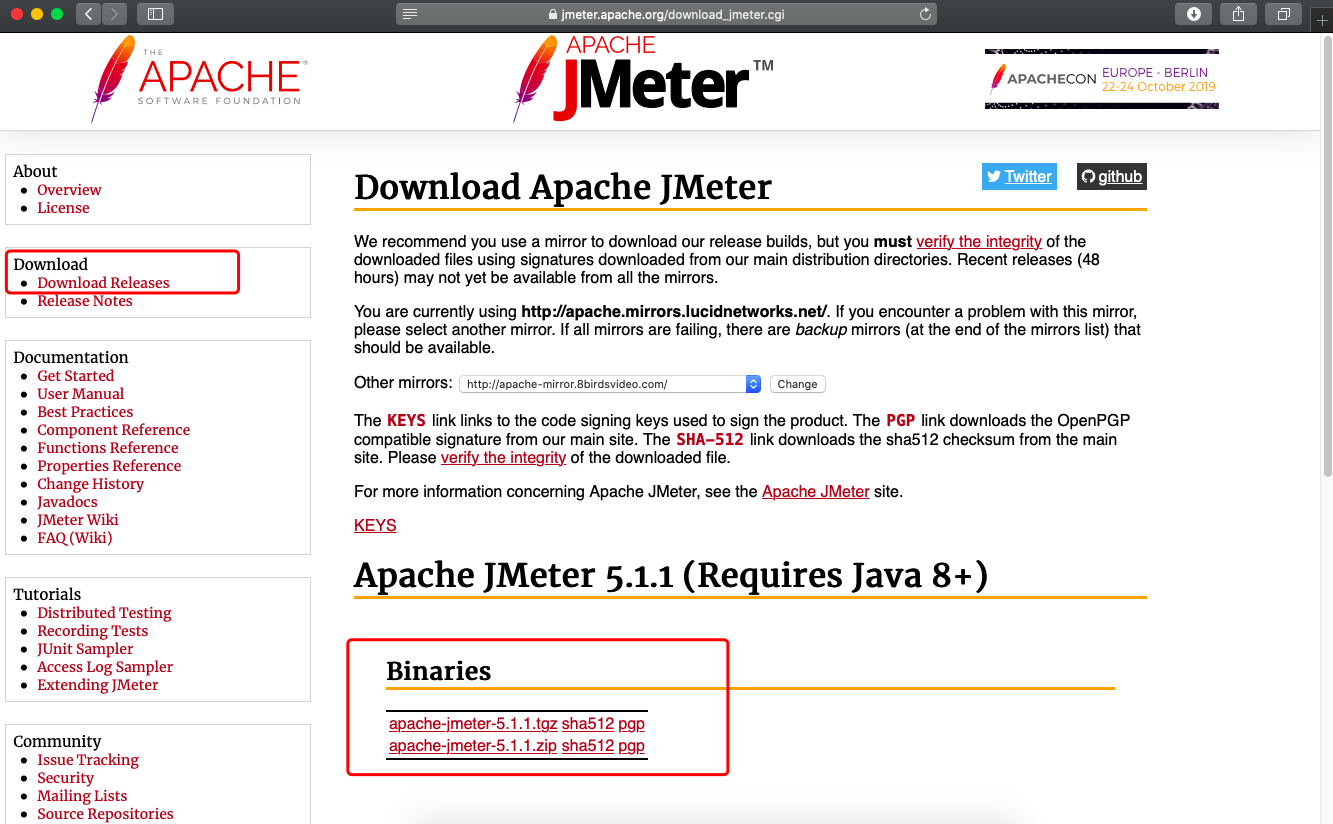 jmeter.apache.org/download_jmeter.cgi
THE
APACHE®
SOFTWARE FOUNDATION
APACHE
JMeter™
APACHECON
EUROPE - BERLIN
22-24 October 2019
About
Overview
License
Download
Download Releases
Release Notes
Documentation
Get Started
User Manual
Best Practices
Component Reference
Functions Reference
Properties Reference
Change History
Javadocs
JMeter Wiki
FAQ (Wiki)
Tutorials
Distributed Testing
Recording Tests
JUnit Sampler
Access Log Sampler
Extending JMeter
Community
Issue Tracking
Security
Mailing Lists
Source Repositories
Twitter
github
Download Apache JMeter
We recommend you use a mirror to download our release builds, but you must verify the integrity of the
downloaded files using signatures downloaded from our main distribution directories. Recent releases (48
hours) may not yet be available from all the mirrors.
You are currently using http://apache.mirrors.lucidnetworks.net/. If you encounter a problem with this mirror,
please select another mirror. If all mirrors are failing, there are backup mirrors (at the end of the mirrors list) that
should be available.
Other mirrors: http://apache-mirror.8birdsvideo.com/ Change
The KEYS link links to the code signing keys used to sign the product. The PGP link downloads the OpenPGP
compatible signature from our main site. The SHA-512 link downloads the sha512 checksum from the main
site. Please verify the integrity of the downloaded file.
For more information concerning Apache JMeter, see the Apache JMeter site.
KEYS
Apache JMeter 5.1.1 (Requires Java 8+)
Binaries
apache-jmeter-5.1.1.tgz sha512 pgp
apache-jmeter-5.1.1.zip sha512 pgp